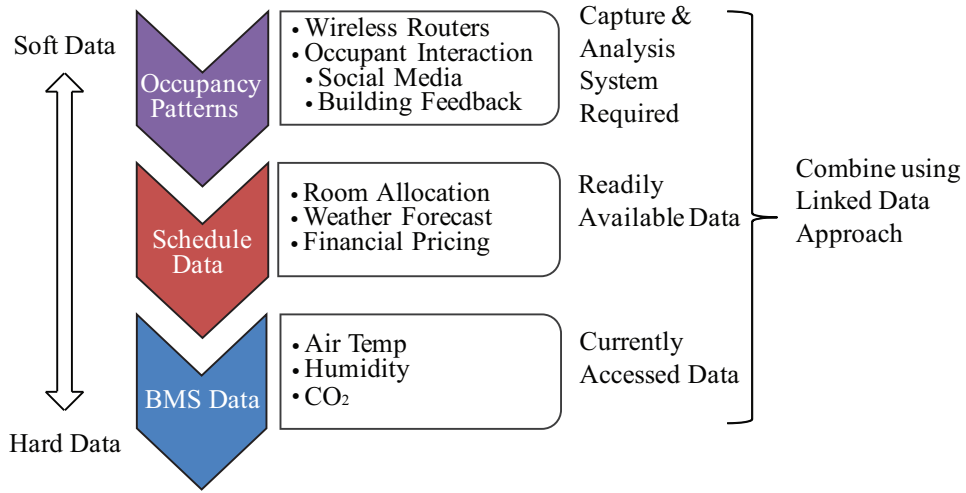 Soft Data
Hard Data
Occupancy
Patterns
• Wireless Routers
• Occupant Interaction
• Social Media
• Building Feedback
Capture &
Analysis
System
Required
Schedule
Data
• Room Allocation
• Weather Forecast
• Financial Pricing
Readily
Available Data
BMS Data
• Air Temp
• Humidity
• CO₂
Currently
Accessed Data
Combine using
Linked Data
Approach